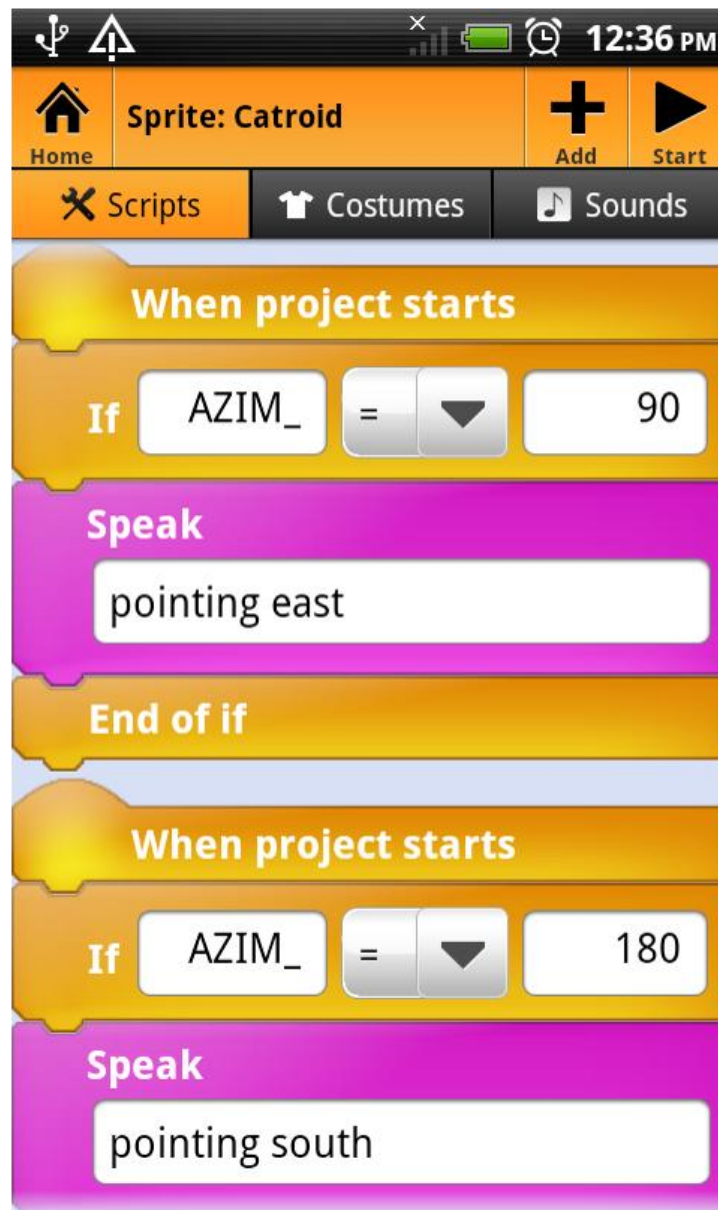 12:36 PM
Home Sprite: Catroid Add Start
Scripts Costumes Sounds
When project starts
If AZIM_ = 90
Speak
pointing east
End of if
When project starts
If AZIM_ = 180
Speak
pointing south